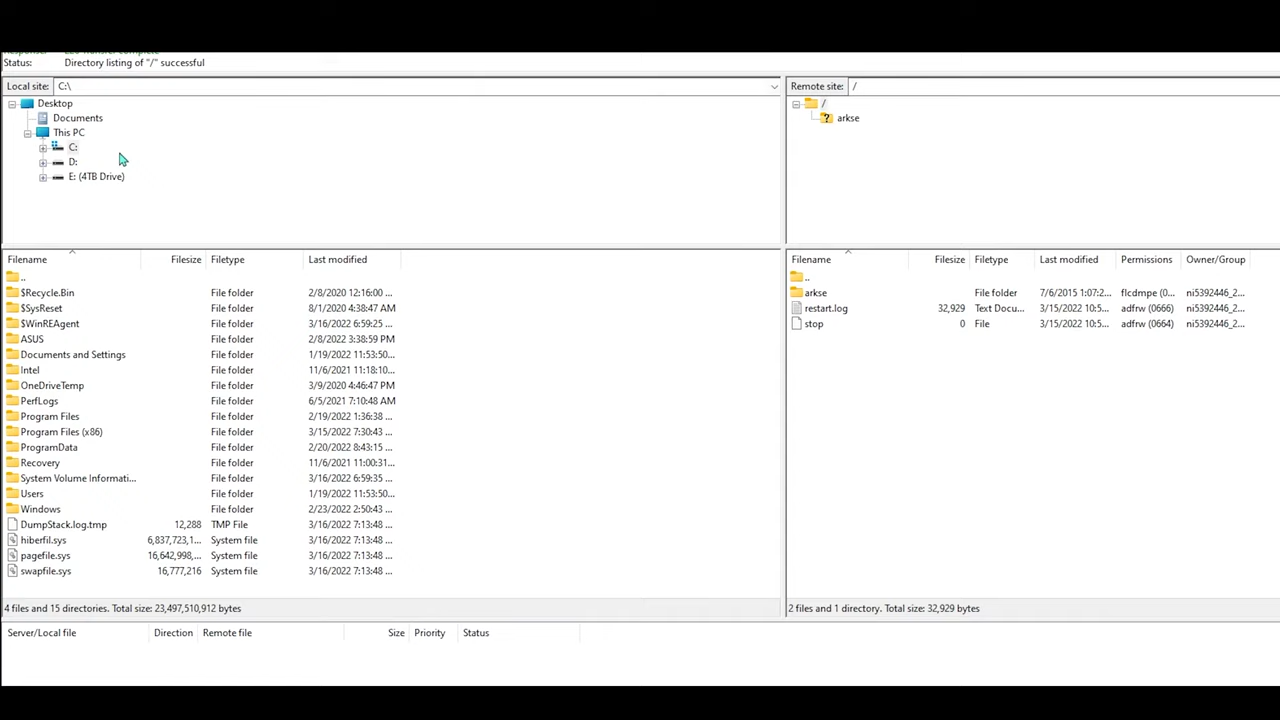 Status: Directory listing of "/" successful
Local site: C:\ Remote site: /
Desktop /
Documents arkse
This PC
C:
D:
E: (4TB Drive)
Filename Filesize Filetype Last modified Filename Filesize Filetype Last modified Permissions Owner/Group
.. ..
$Recycle.Bin File folder 2/8/2020 12:16:00 ... arkse File folder 7/6/2015 1:07:2... flcdmpe (0... ni5392446_2...
$SysReset File folder 8/1/2020 4:38:47 AM restart.log 32,929 Text Docu... 3/15/2022 10:5... adfrw (0666) ni5392446_2...
$WinREAgent File folder 3/16/2022 6:59:25 ... stop 0 File 3/15/2022 10:5... adfrw (0664) ni5392446_2...
ASUS File folder 2/8/2022 3:38:59 PM
Documents and Settings File folder 1/19/2022 11:53:50...
Intel File folder 11/6/2021 11:18:10...
OneDriveTemp File folder 3/9/2020 4:46:47 PM
PerfLogs File folder 6/5/2021 7:10:48 AM
Program Files File folder 2/19/2022 1:36:38 ...
Program Files (x86) File folder 3/15/2022 7:30:43 ...
ProgramData File folder 2/20/2022 8:43:15 ...
Recovery File folder 11/6/2021 11:00:31...
System Volume Informati... File folder 3/16/2022 6:59:35 ...
Users File folder 1/19/2022 11:53:50...
Windows File folder 2/23/2022 2:50:43 ...
DumpStack.log.tmp 12,288 TMP File 3/16/2022 7:13:48 ...
hiberfil.sys 6,837,723,1... System file 3/16/2022 7:13:48 ...
pagefile.sys 16,642,998,... System file 3/16/2022 7:13:48 ...
swapfile.sys 16,777,216 System file 3/16/2022 7:13:48 ...
4 files and 15 directories. Total size: 23,497,510,912 bytes 2 files and 1 directory. Total size: 32,929 bytes
Server/Local file Direction Remote file Size Priority Status